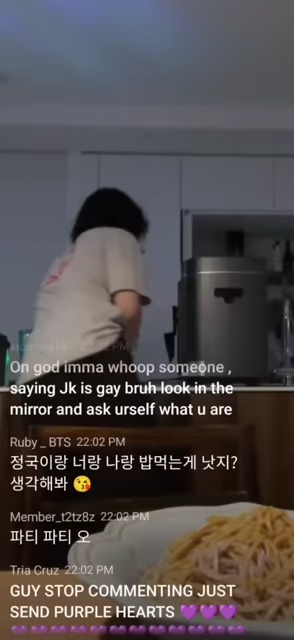 On god imma whoop someone ,
saying Jk is gay bruh look in the
mirror and ask urself what u are
Ruby_ BTS 22:02 PM
정국이랑 너랑 나랑 밥먹는게 낫지?
생각해봐 😘
Member_t2tz8z 22:02 PM
파티 파티 오
Tria Cruz 22:02 PM
GUY STOP COMMENTING JUST
SEND PURPLE HEARTS 💜💜💜